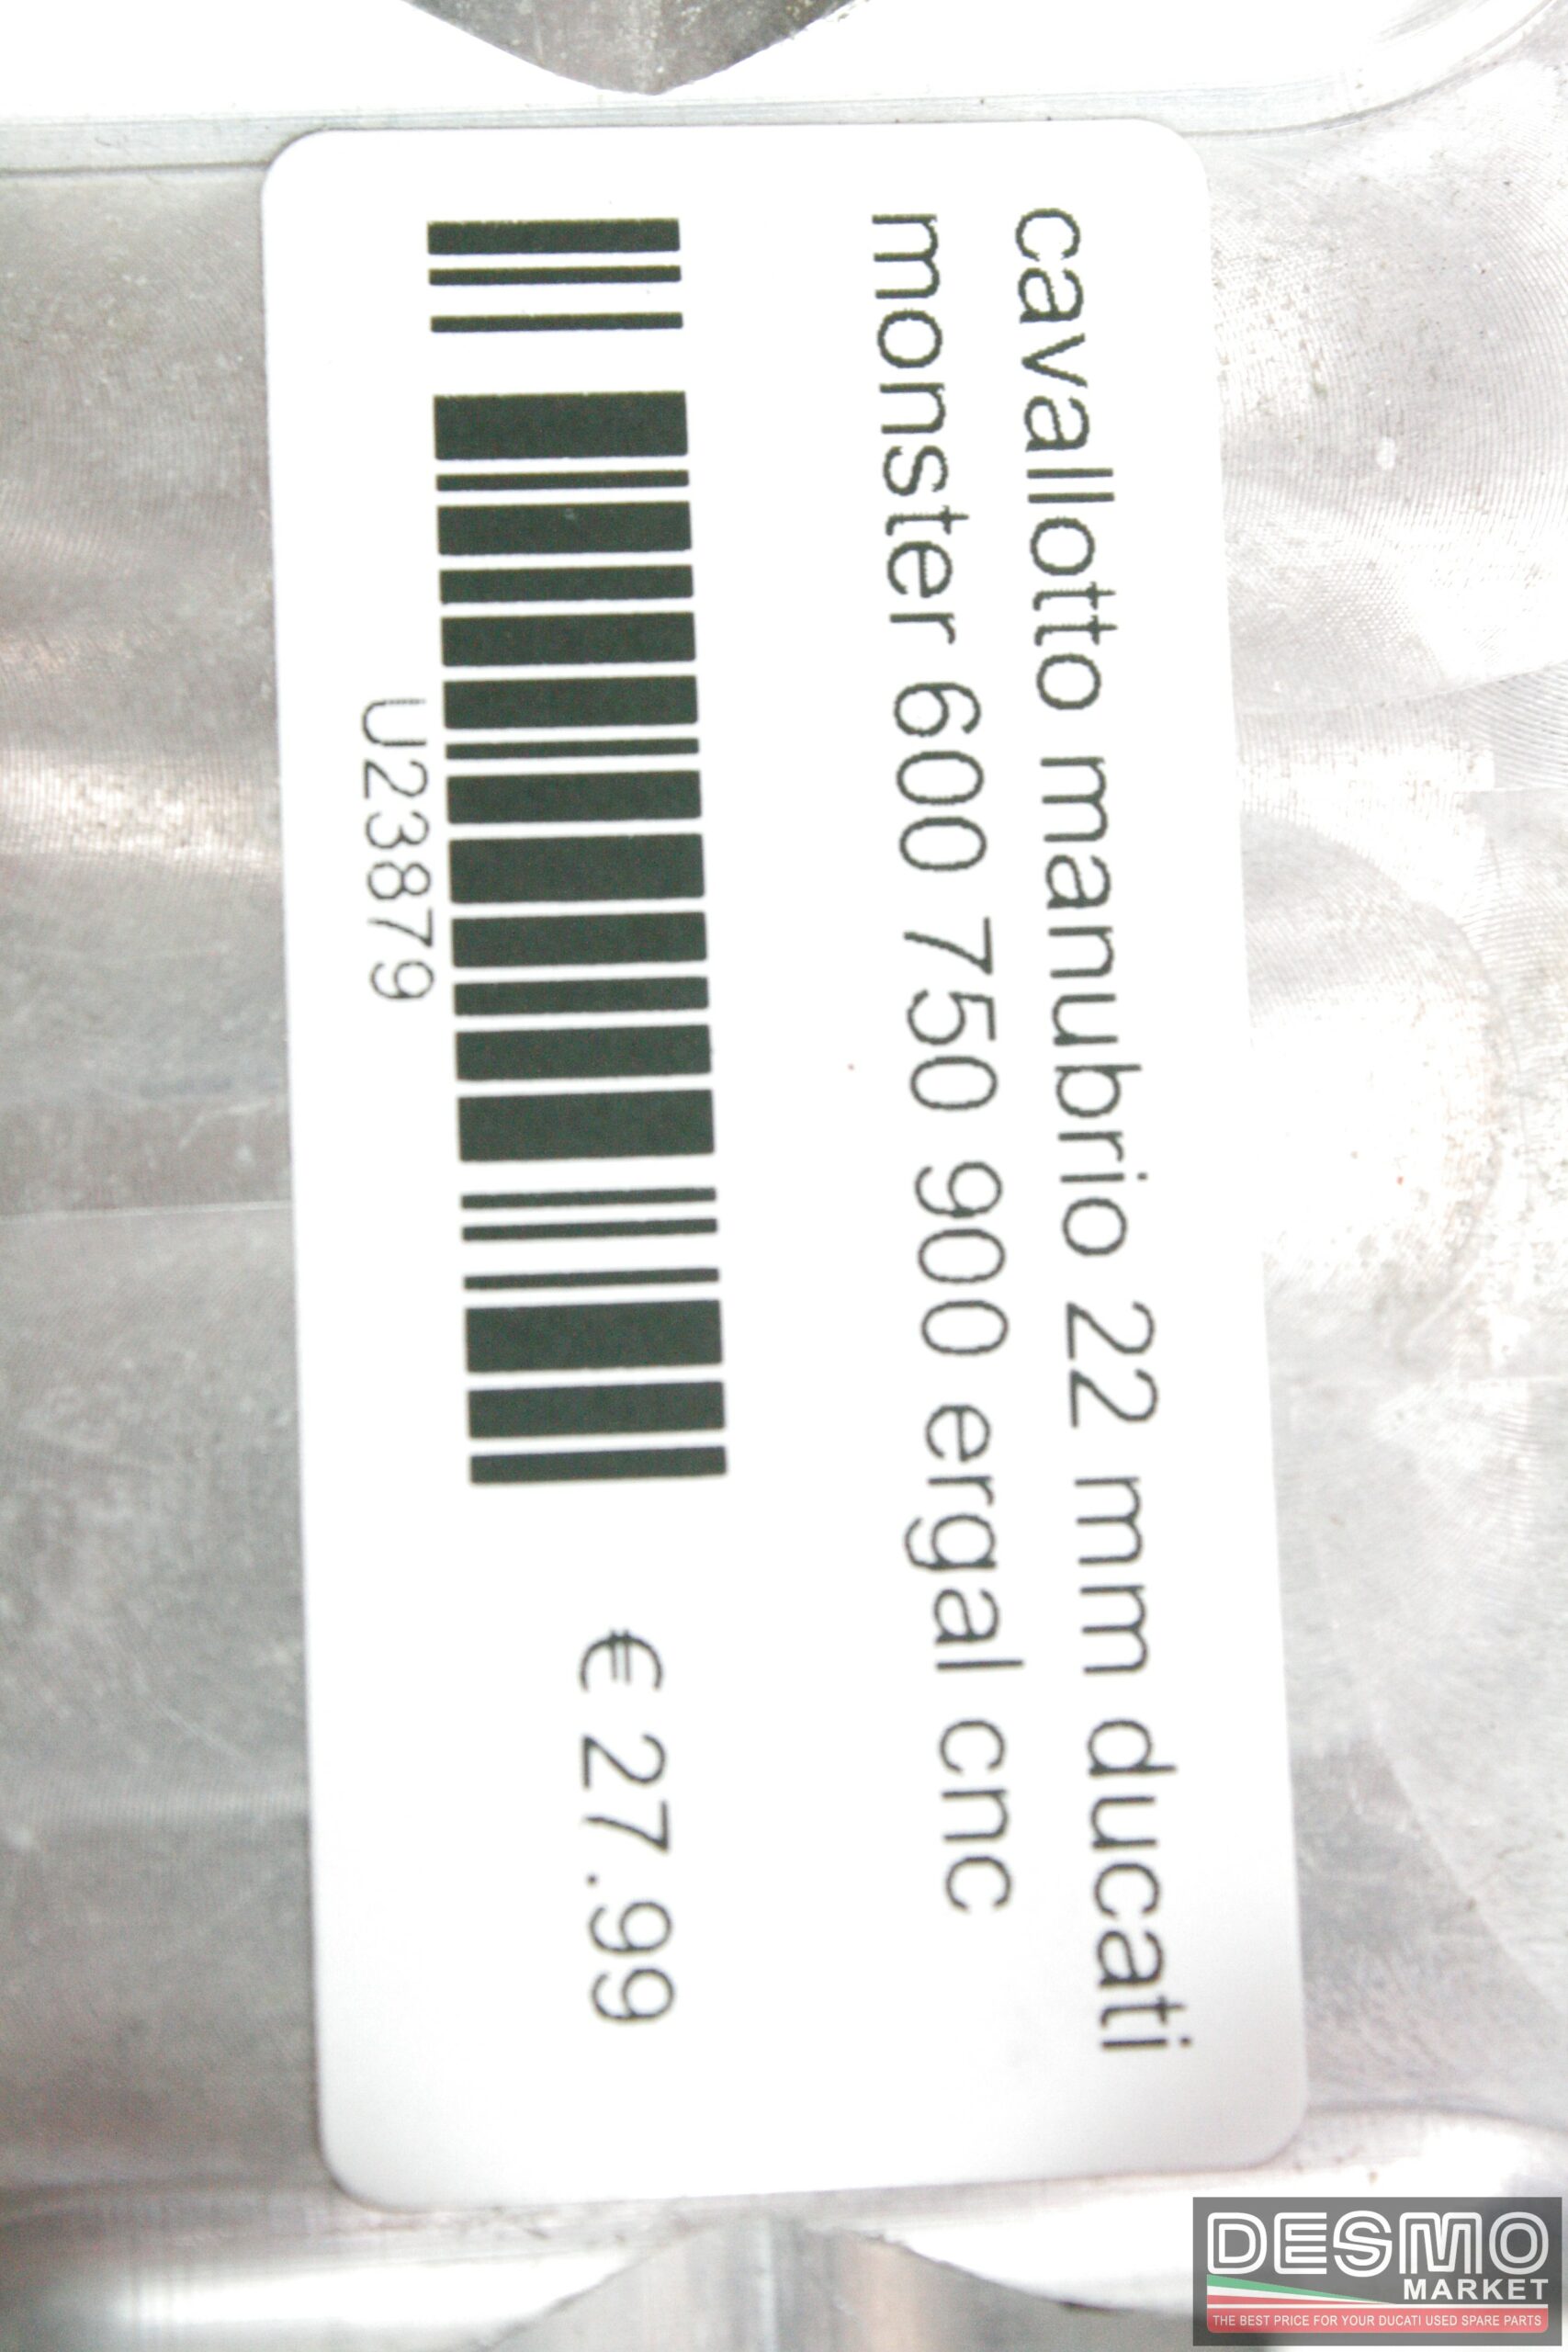 cavallotto manubrio 22 mm ducati
monster 600 750 900 ergal cnc
€ 27.99
U23879
DESMO
MARKET
THE BEST PRICE FOR YOUR DUCATI USED SPARE PARTS